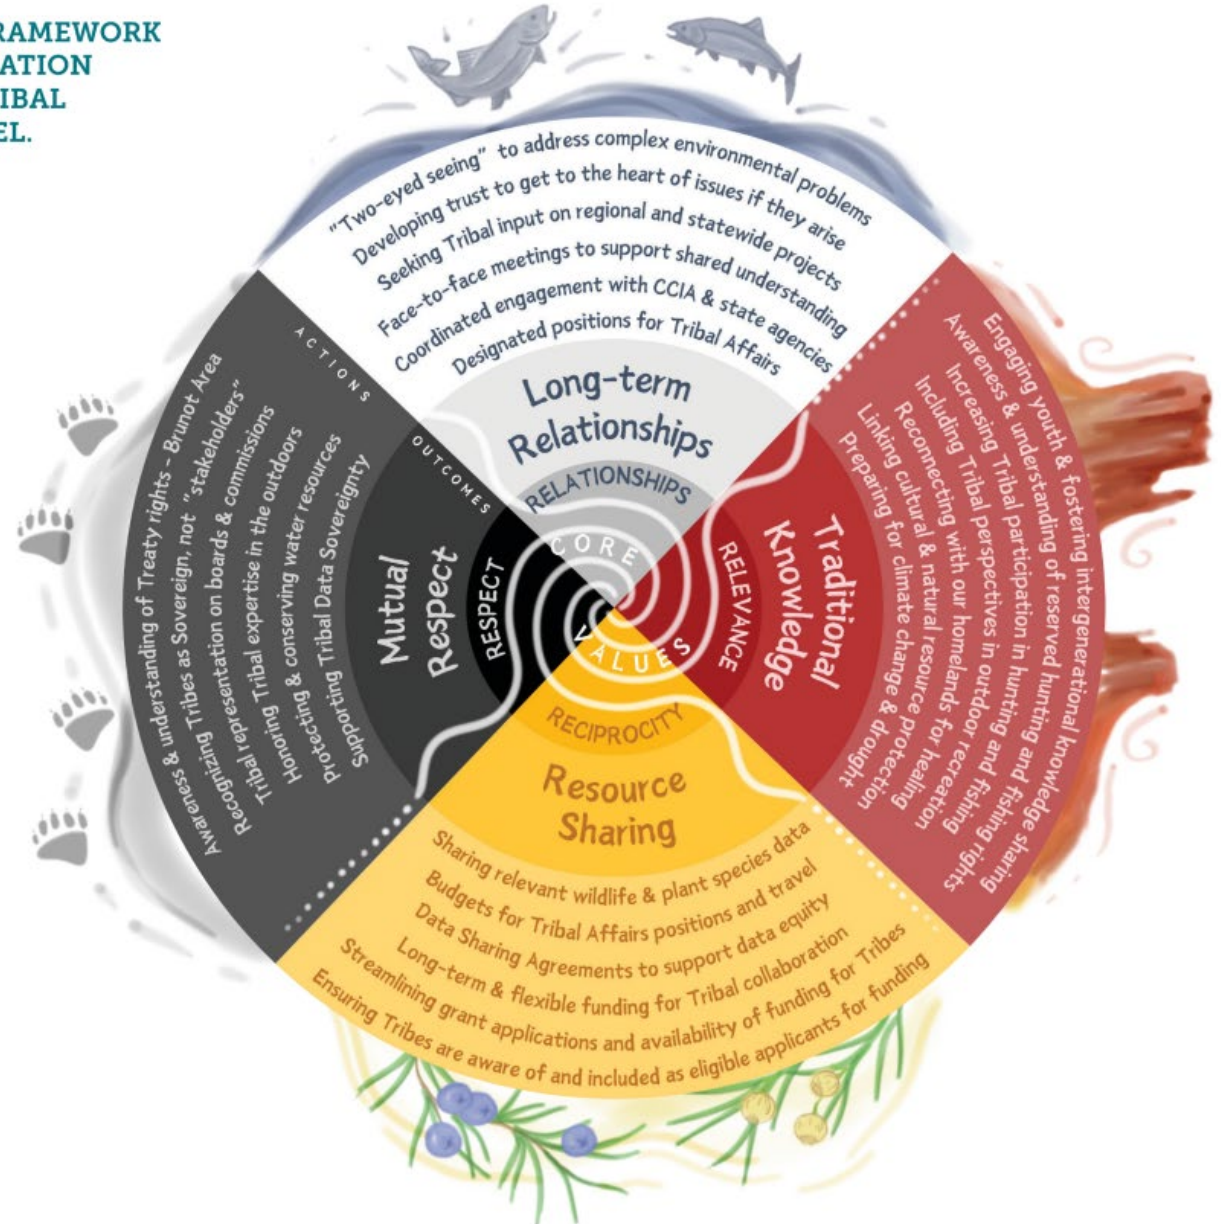 RAMEWORK
ATION
IBAL
EL.
"Two-eyed seeing" to address complex environmental problems
Developing trust to get to the heart of issues if they arise
Seeking Tribal input on regional and statewide projects
Face-to-face meetings to support shared understanding
Coordinated engagement with CCIA & state agencies
Designated positions for Tribal Affairs
Long-term
Relationships
RELATIONSHIPS
Engaging youth & fostering intergenerational knowledge sharing
Awareness & understanding of reserved hunting and fishing rights
Increasing Tribal participation in hunting and fishing
Including Tribal perspectives in outdoor recreation
Reconnecting with our homelands for healing
Linking cultural & natural resource protection
Preparing for climate change & drought
Traditional
Knowledge
RELEVANCE
RECIPROCITY
Resource
Sharing
Sharing relevant wildlife & plant species data
Budgets for Tribal Affairs positions and travel
Data Sharing Agreements to support data equity
Long-term & flexible funding for Tribal collaboration
Streamlining grant applications and availability of funding for Tribes
Ensuring Tribes are aware of and included as eligible applicants for funding
Awareness & understanding of Treaty rights - Brunot Area
Recognizing Tribes as Sovereign, not "stakeholders"
Tribal representation on boards & commissions
Honoring Tribal expertise in the outdoors
Protecting & conserving water resources
Supporting Tribal Data Sovereignty
Mutual
Respect
RESPECT
ACTIONS
OUTCOMES
CORE
VALUES